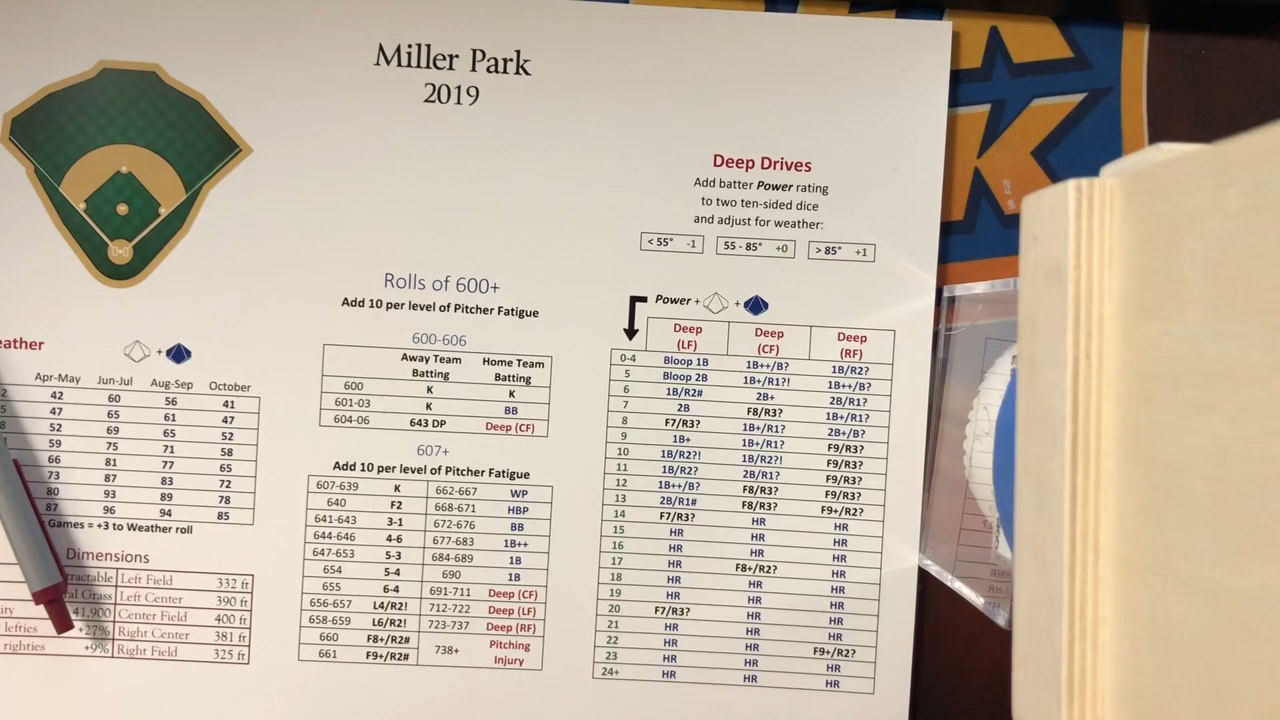 Miller Park
2019
Deep Drives
Add batter Power rating
to two ten-sided dice
and adjust for weather:
< 55° -1 55 - 85° +0 > 85° +1
Rolls of 600+
Add 10 per level of Pitcher Fatigue
600-606
Away Team Batting Home Team Batting
600 K K
601-03 K BB
604-06 643 DP Deep (CF)
607+
Add 10 per level of Pitcher Fatigue
607-639 K 662-667 WP
640 F2 668-671 HBP
641-643 3-1 672-676 BB
644-646 4-6 677-683 1B++
647-653 5-3 684-689 1B
654 5-4 690 1B
655 6-4 691-711 Deep (CF)
656-657 L4/R2! 712-722 Deep (LF)
658-659 L6/R2! 723-737 Deep (RF)
660 F8+/R2# 738+ Pitching Injury
661 F9+/R2#
Power + +
Deep (LF) Deep (CF) Deep (RF)
0-4 Bloop 1B 1B++/B? 1B/R2?
5 Bloop 2B 1B+/R1?! 1B++/B?
6 1B/R2# 2B+ 2B/R1?
7 2B F8/R3? 1B+/R1?
8 F7/R3? 1B+/R1? 2B+/B?
9 1B+ 1B+/R1? F9/R3?
10 1B/R2?! 1B/R2?! F9/R3?
11 1B/R2? 2B/R1? F9/R3?
12 1B++/B? F8/R3? F9/R3?
13 2B/R1# F8/R3? F9+/R2?
14 F7/R3? HR HR
15 HR HR HR
16 HR HR HR
17 HR F8+/R2? HR
18 HR HR HR
19 HR HR HR
20 F7/R3? HR HR
21 HR HR HR
22 HR HR F9+/R2?
23 HR HR HR
24+ HR HR HR
eather +
Apr-May Jun-Jul Aug-Sep October
2 42 60 56 41
5 47 65 61 47
8 52 69 65 52
59 75 71 58
66 81 77 65
73 87 83 72
80 93 89 78
87 96 94 85
Games = +3 to Weather roll
Dimensions
ractable Left Field 332 ft
al Grass Left Center 390 ft
ity 41,900 Center Field 400 ft
lefties +27% Right Center 381 ft
righties +9% Right Field 325 ft